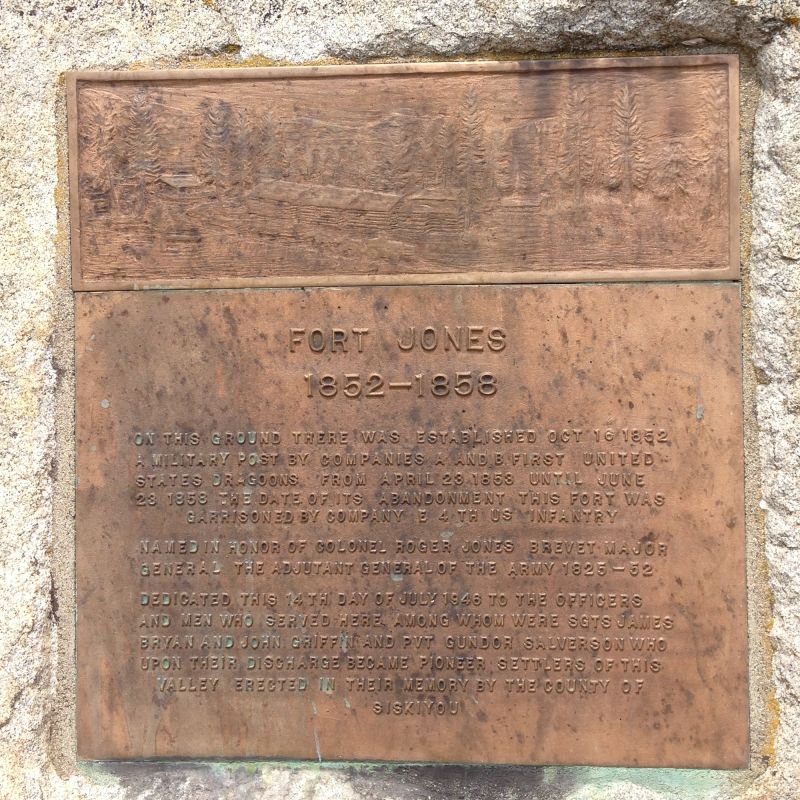 FORT JONES
1852–1858
ON THIS GROUND THERE WAS ESTABLISHED OCT 16 1852
A MILITARY POST BY COMPANIES A AND B FIRST UNITED
STATES DRAGOONS FROM APRIL 23 1853 UNTIL JUNE
23 1858 THE DATE OF ITS ABANDONMENT THIS FORT WAS
GARRISONED BY COMPANY E 4 TH US INFANTRY
NAMED IN HONOR OF COLONEL ROGER JONES BREVET MAJOR
GENERAL THE ADJUTANT GENERAL OF THE ARMY 1825–52
DEDICATED THIS 14 TH DAY OF JULY 1946 TO THE OFFICERS
AND MEN WHO SERVED HERE AMONG WHOM WERE SGTS JAMES
BRYAN AND JOHN GRIFFIN AND PVT GUNDOR SALVERSON WHO
UPON THEIR DISCHARGE BECAME PIONEER SETTLERS OF THIS
VALLEY ERECTED IN THEIR MEMORY BY THE COUNTY OF
SISKIYOU